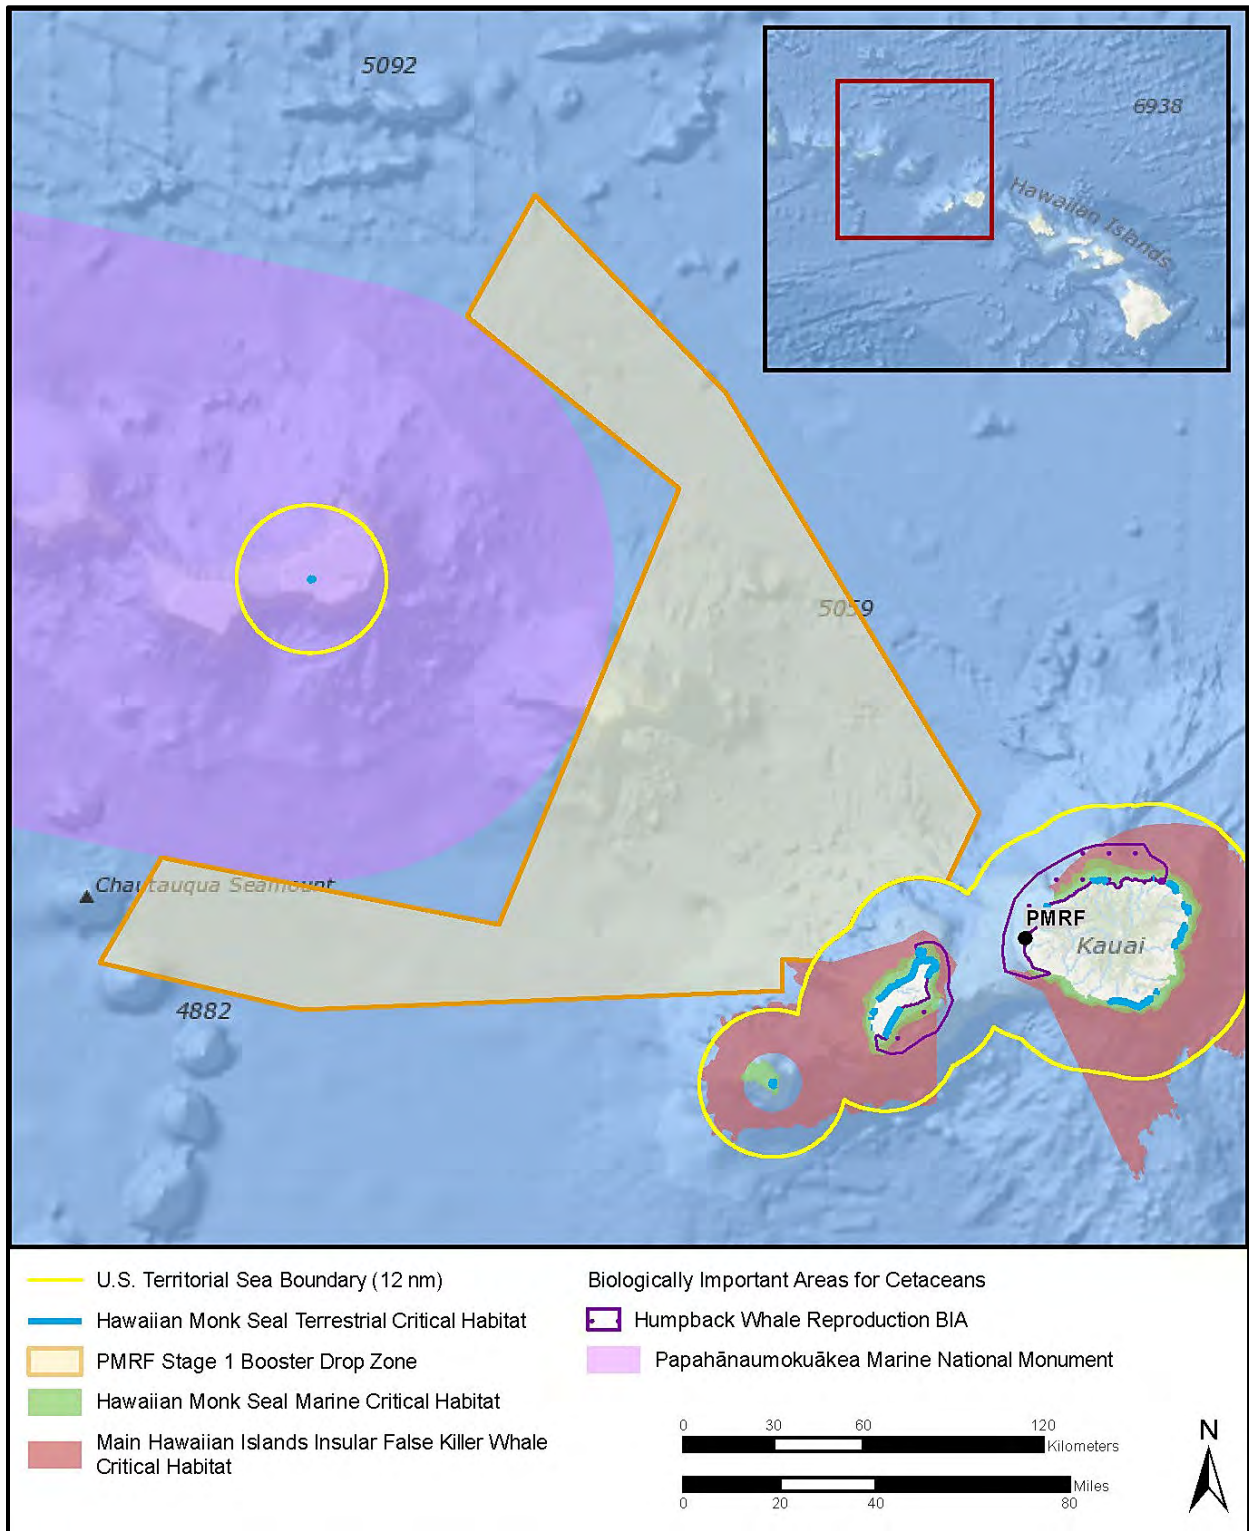 5092
6938
Hawaiian Islands
5059
Chautauqua Seamount
PMRF
Kauai
4882
U.S. Territorial Sea Boundary (12 nm)
Hawaiian Monk Seal Terrestrial Critical Habitat
PMRF Stage 1 Booster Drop Zone
Hawaiian Monk Seal Marine Critical Habitat
Main Hawaiian Islands Insular False Killer Whale
Critical Habitat
Biologically Important Areas for Cetaceans
Humpback Whale Reproduction BIA
Papahānaumokuākea Marine National Monument
0 30 60 120
Kilometers
Miles
0 20 40 80
N